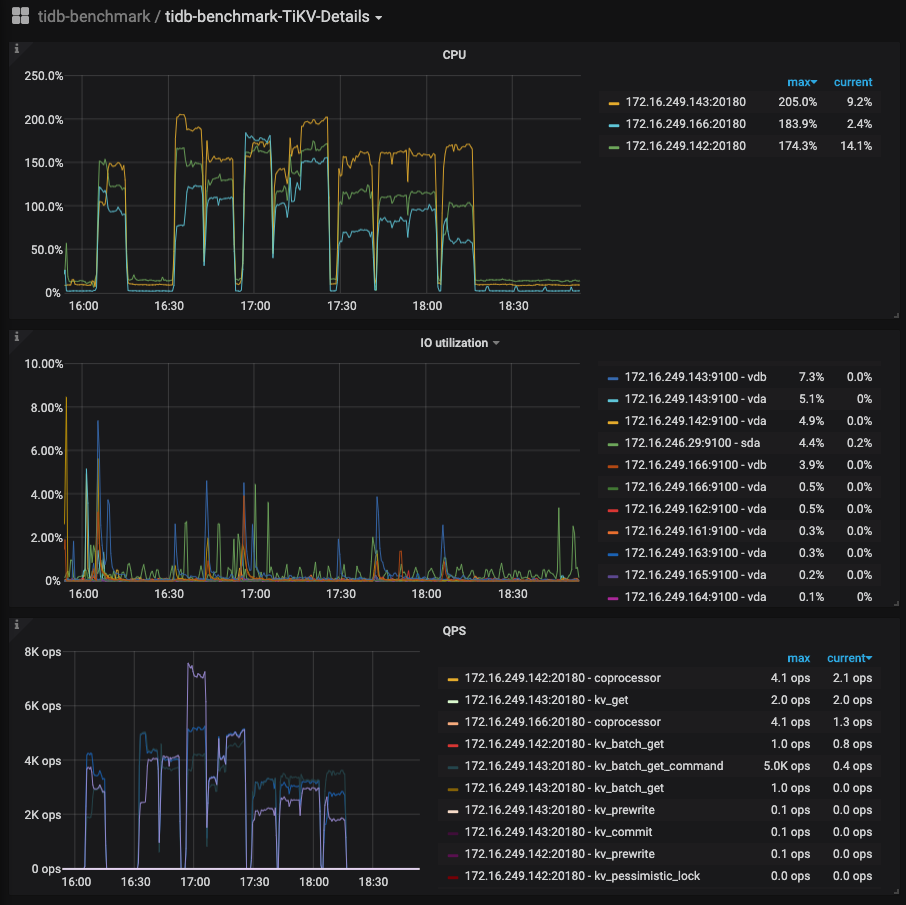 tidb-benchmark / tidb-benchmark-TiKV-Details
CPU
max current
250.0%
200.0%
150.0%
100.0%
50.0%
0%
16:00 16:30 17:00 17:30 18:00 18:30
172.16.249.143:20180 205.0% 9.2%
172.16.249.166:20180 183.9% 2.4%
172.16.249.142:20180 174.3% 14.1%
IO utilization
10.00%
8.00%
6.00%
4.00%
2.00%
0%
16:00 16:30 17:00 17:30 18:00 18:30
172.16.249.143:9100 - vdb 7.3% 0.0%
172.16.249.143:9100 - vda 5.1% 0%
172.16.249.142:9100 - vda 4.9% 0.0%
172.16.246.29:9100 - sda 4.4% 0.2%
172.16.249.166:9100 - vdb 3.9% 0.0%
172.16.249.166:9100 - vda 0.5% 0.0%
172.16.249.162:9100 - vda 0.5% 0.0%
172.16.249.161:9100 - vda 0.3% 0.0%
172.16.249.163:9100 - vda 0.3% 0.0%
172.16.249.165:9100 - vda 0.2% 0.0%
172.16.249.164:9100 - vda 0.1% 0%
QPS
8K ops
6K ops
4K ops
2K ops
0 ops
16:00 16:30 17:00 17:30 18:00 18:30
max current
172.16.249.142:20180 - coprocessor 4.1 ops 2.1 ops
172.16.249.143:20180 - kv_get 2.0 ops 2.0 ops
172.16.249.166:20180 - coprocessor 4.1 ops 1.3 ops
172.16.249.142:20180 - kv_batch_get 1.0 ops 0.8 ops
172.16.249.142:20180 - kv_batch_get_command 5.0K ops 0.4 ops
172.16.249.143:20180 - kv_batch_get 1.0 ops 0.0 ops
172.16.249.143:20180 - kv_prewrite 0.1 ops 0.0 ops
172.16.249.143:20180 - kv_commit 0.1 ops 0.0 ops
172.16.249.142:20180 - kv_prewrite 0.1 ops 0.0 ops
172.16.249.142:20180 - kv_pessimistic_lock 0.0 ops 0.0 ops